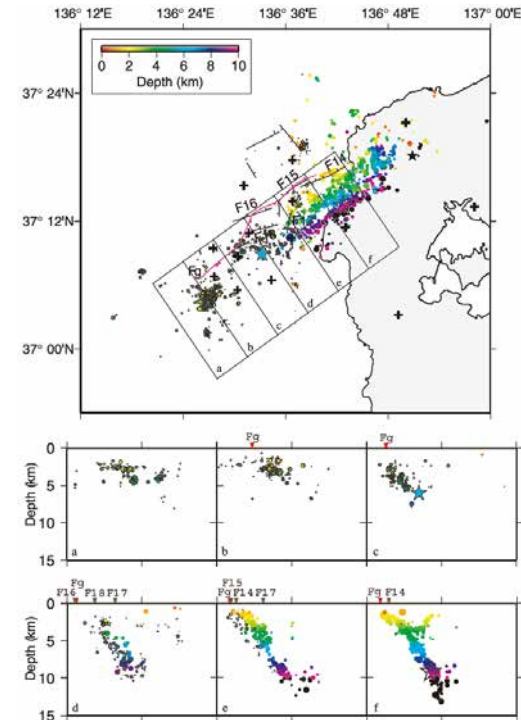 136° 12'E 136° 24'E 136° 36'E 136° 48'E 137° 00'E
0 2 4 6 8 10
Depth (km)
37° 24'N
37° 12'N
37° 00'N
F14
F15
F16
Fg
a
b
c
d
e
f
Fg Fg
0
5
10
15
Depth (km)
a b c
Fg F15
F16 F18 F17 Fg F14 F17 Fg F14
0
5
10
15
Depth (km)
d e f